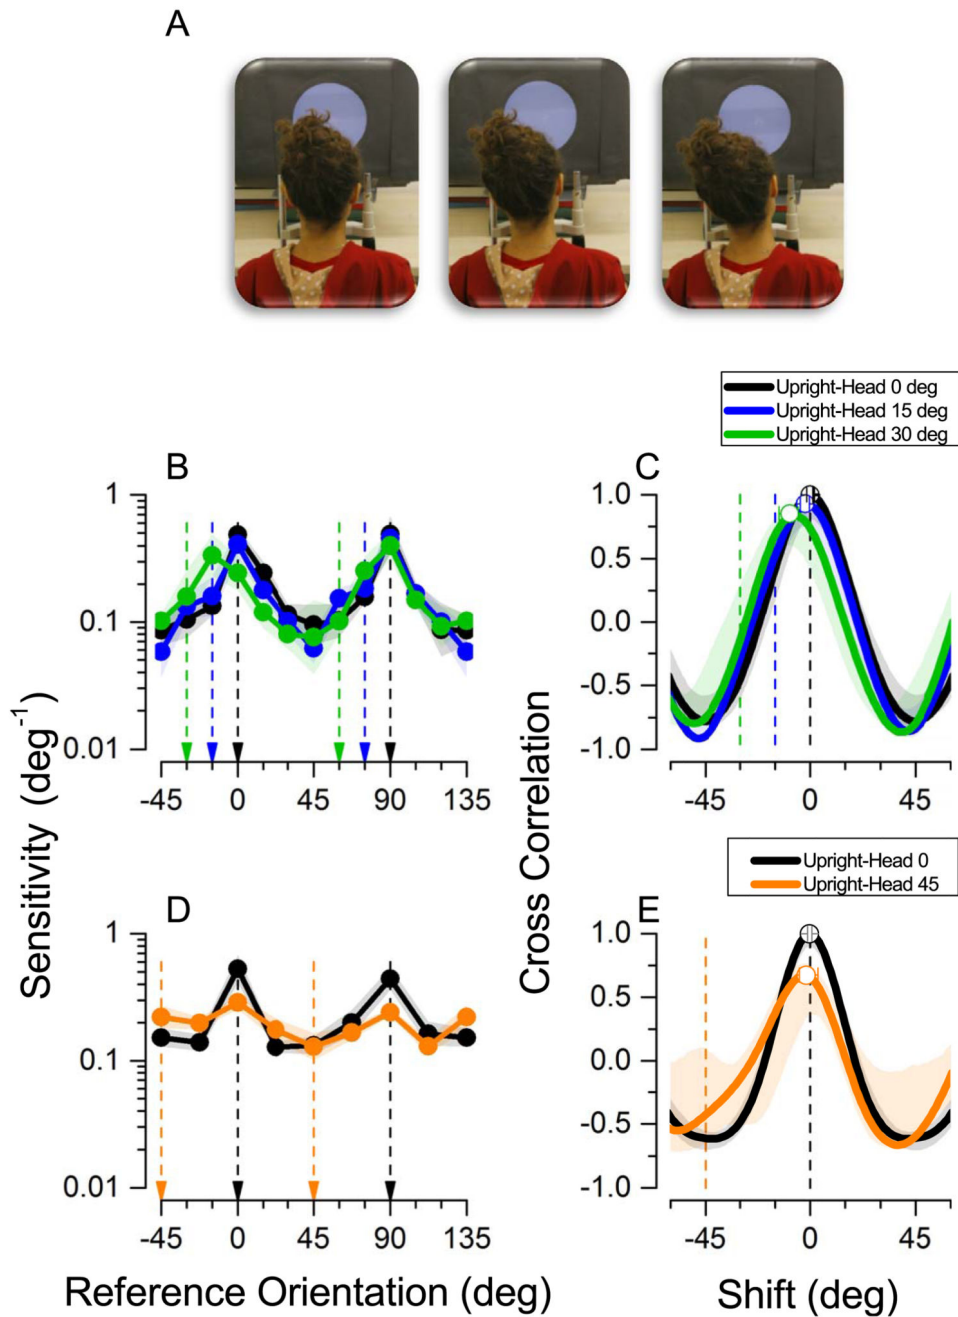 A
Upright-Head 0 deg
Upright-Head 15 deg
Upright-Head 30 deg
B
C
1
0.1
0.01
-45 0 45 90 135
1.0
0.5
0.0
-0.5
-1.0
-45 0 45
Sensitivity (deg-1)
Cross Correlation
Upright-Head 0
Upright-Head 45
D
E
1
0.1
0.01
-45 0 45 90 135
1.0
0.5
0.0
-0.5
-1.0
-45 0 45
Reference Orientation (deg)
Shift (deg)